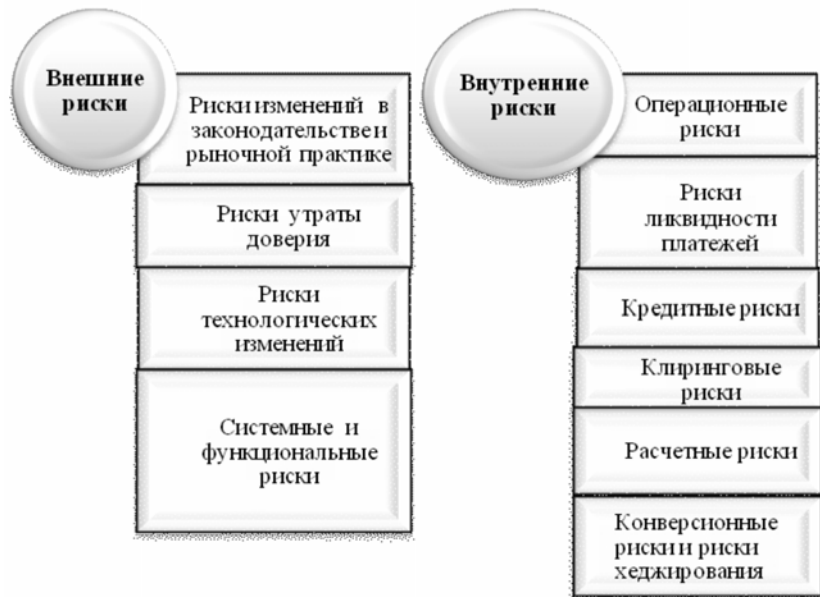 Внешние
риски
Риски изменений в
законодательстве и
рыночной практике
Риски утраты
доверия
Риски
технологических
изменений
Системные и
функциональные
риски
Внутренние
риски
Операционные
риски
Риски
ликвидности
платежей
Кредитные риски
Клиринговые
риски
Расчетные риски
Конверсионные
риски и риски
хеджирования